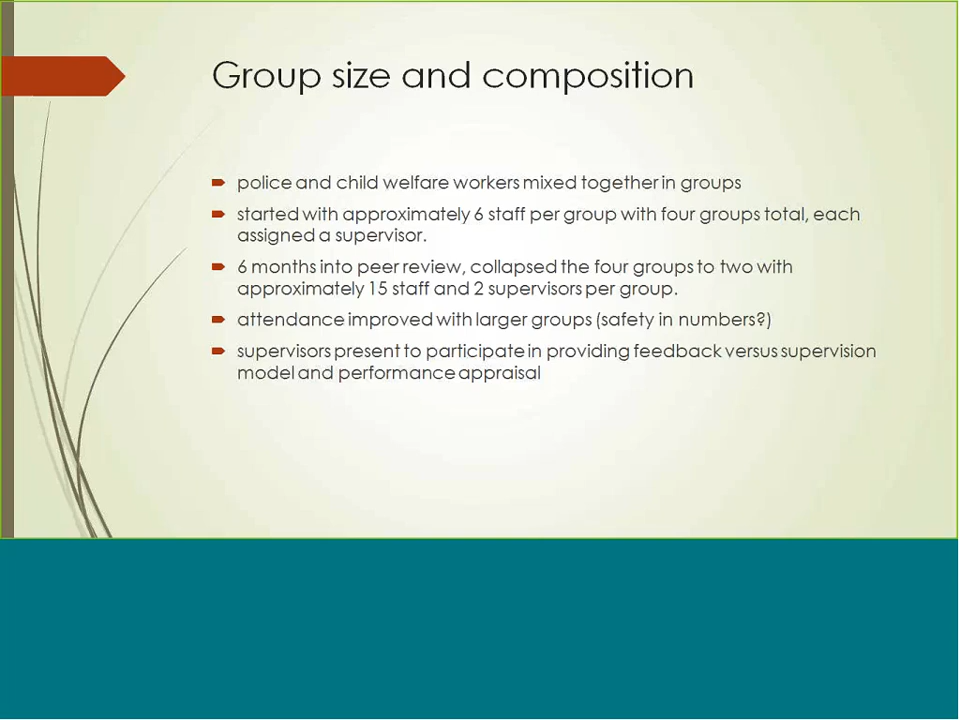 Group size and composition
police and child welfare workers mixed together in groups
started with approximately 6 staff per group with four groups total, each
assigned a supervisor.
6 months into peer review, collapsed the four groups to two with
approximately 15 staff and 2 supervisors per group.
attendance improved with larger groups (safety in numbers?)
supervisors present to participate in providing feedback versus supervision
model and performance appraisal